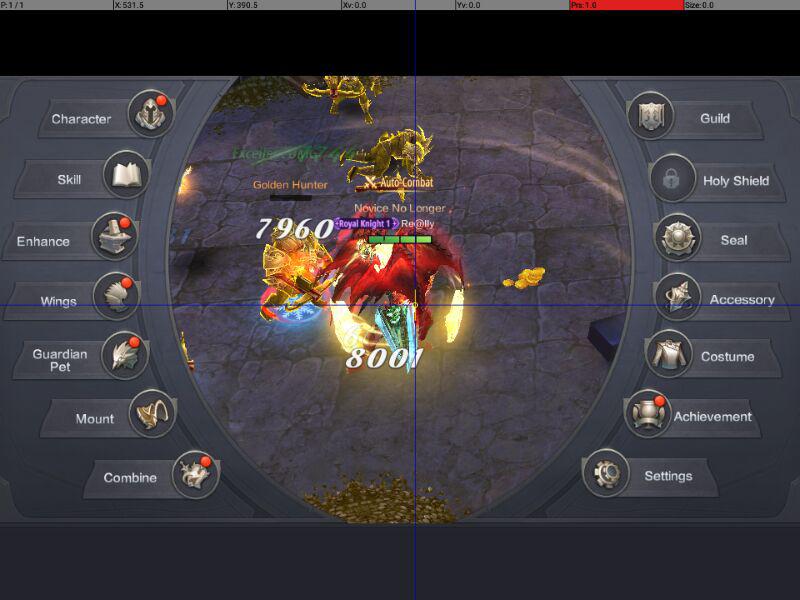 P: 1 / 1 X: 531.5 Y: 390.5 Xv: 0.0 Yv: 0.0 Prs: 1.0 Size: 0.0
Character
Guild
Skill
Holy Shield
Enhance
Seal
Wings
Accessory
Guardian
Pet
Costume
Mount
Achievement
Combine
Settings
Golden Hunter
Auto-Combat
Novice No Longer
Royal Knight 1 Re@lly
7960
8001